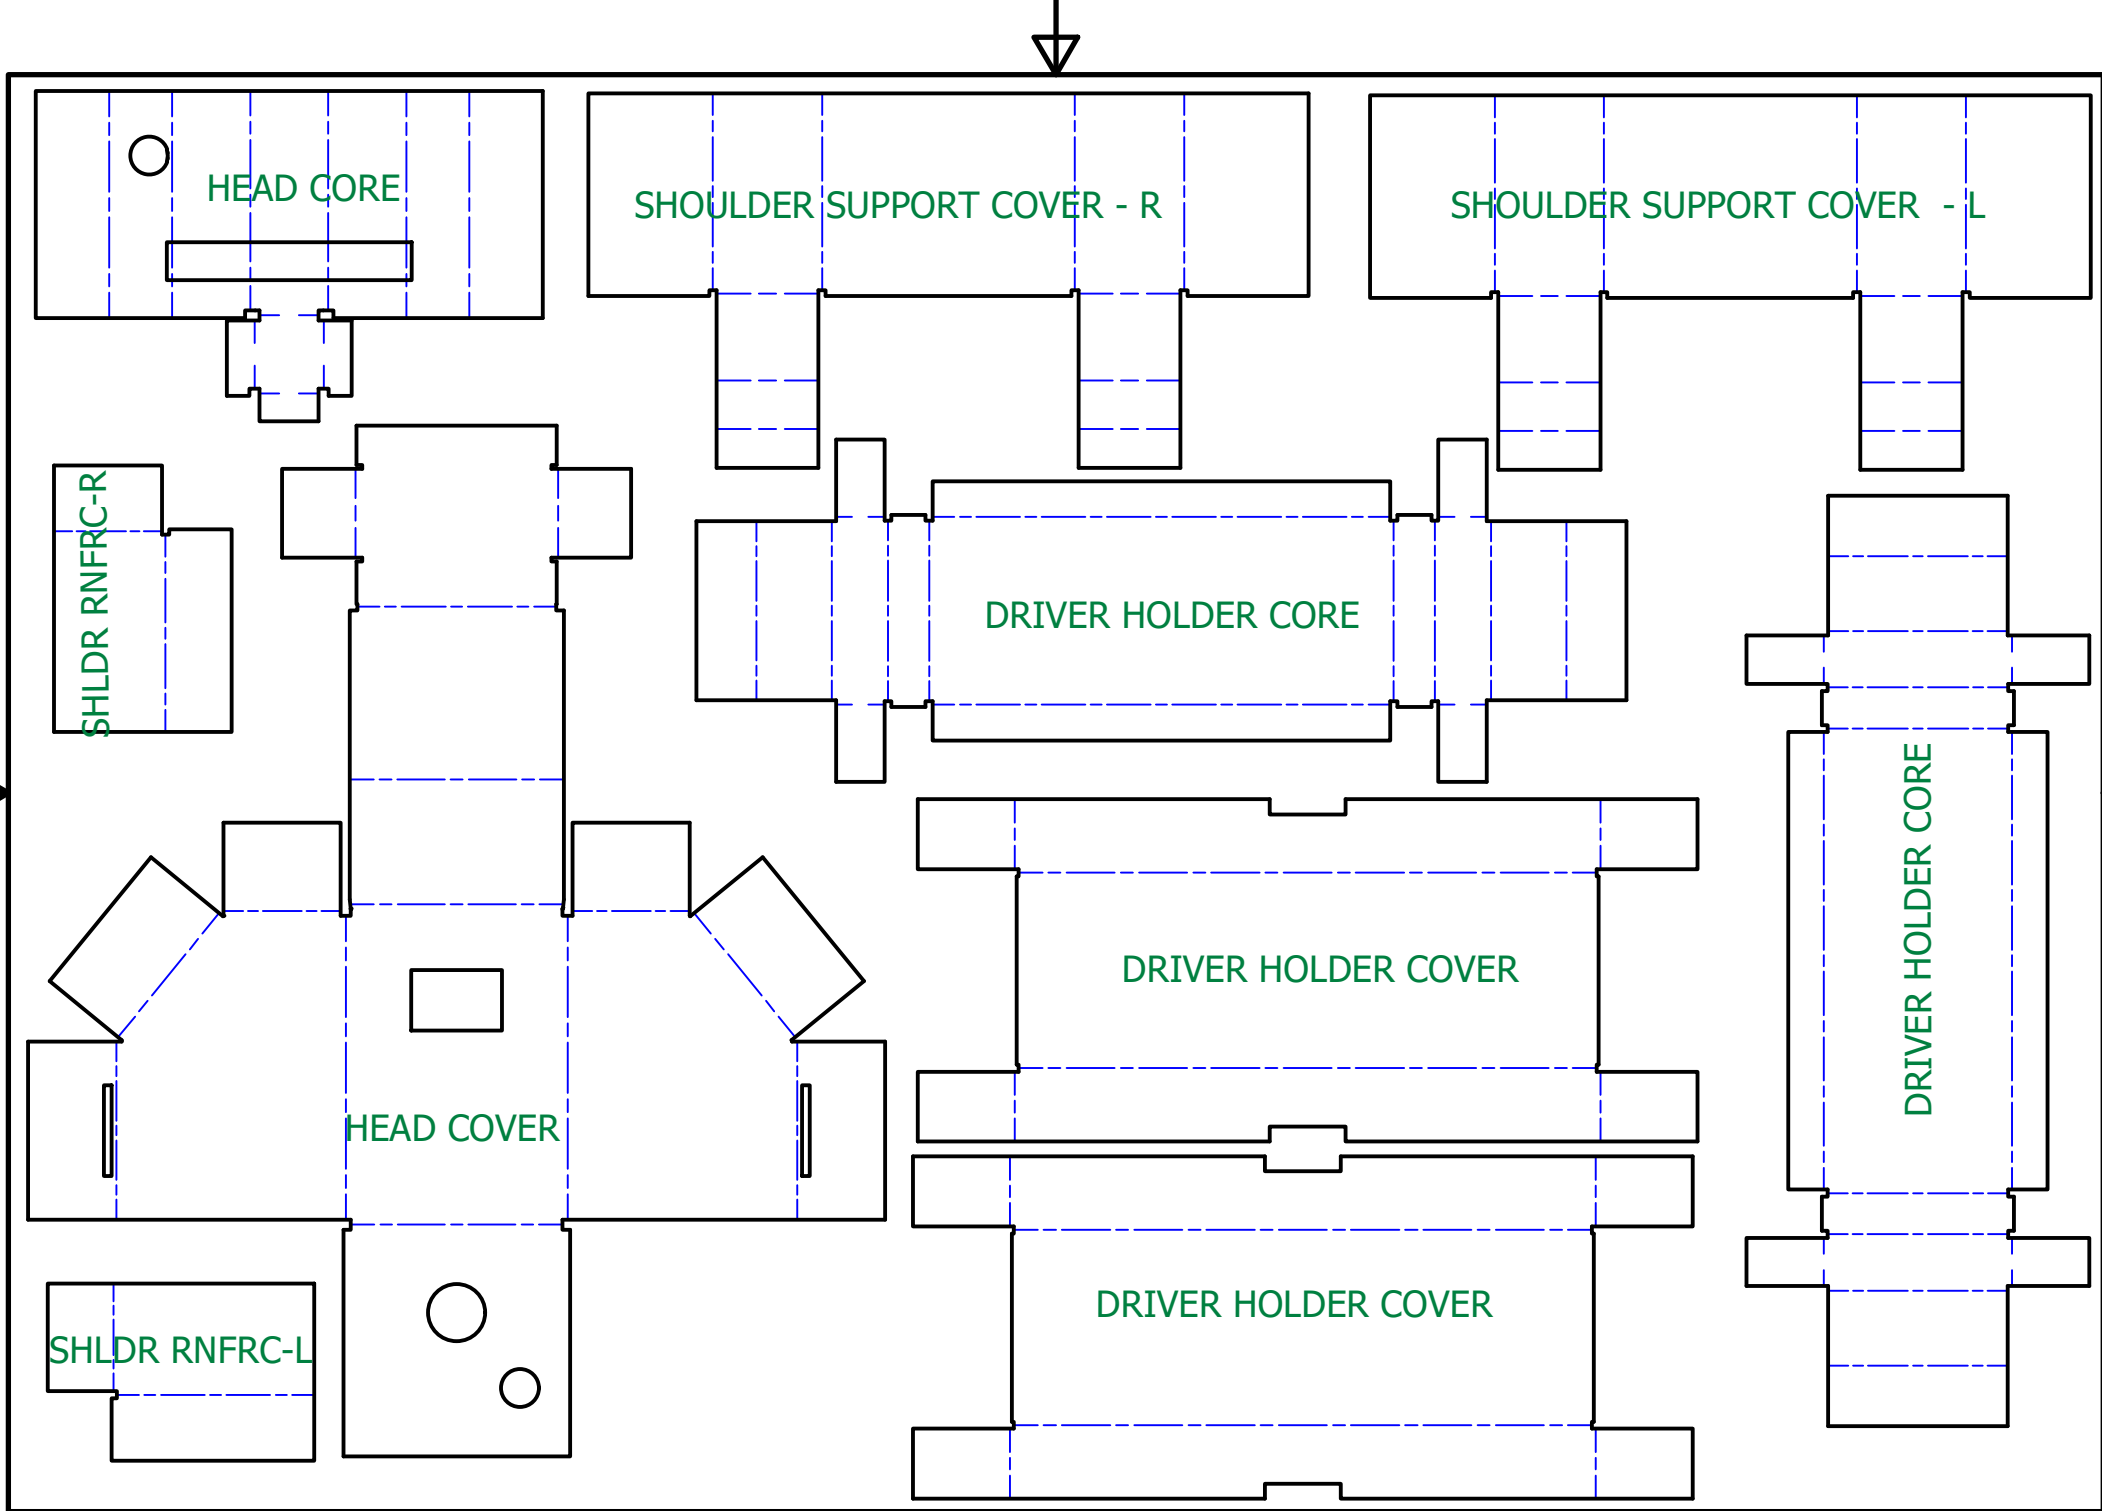 HEAD CORE
SHOULDER SUPPORT COVER - R
SHOULDER SUPPORT COVER - L
SHLDR RNFRC-R
DRIVER HOLDER CORE
DRIVER HOLDER CORE
DRIVER HOLDER COVER
HEAD COVER
DRIVER HOLDER COVER
SHLDR RNFRC-L